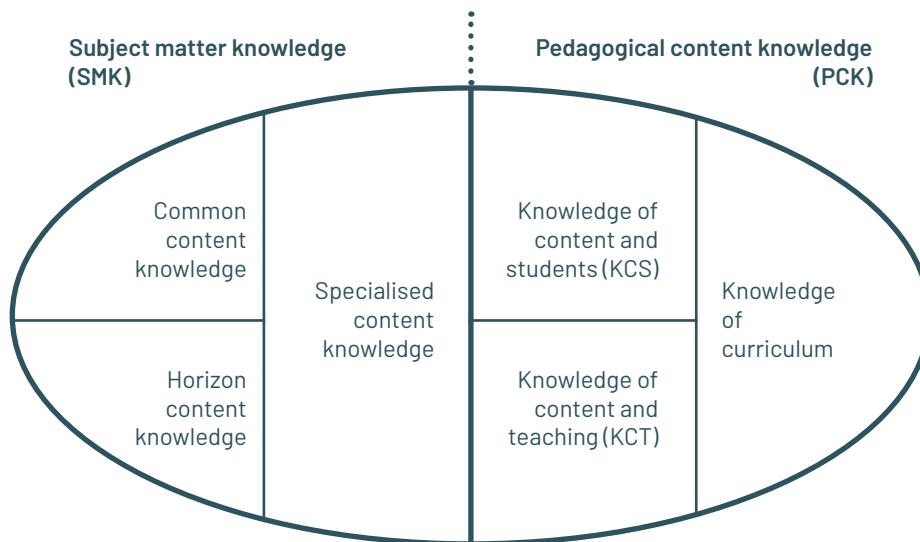 Subject matter knowledge
(SMK)
Pedagogical content knowledge
(PCK)
Common
content
knowledge
Horizon
content
knowledge
Specialised
content
knowledge
Knowledge of
content and
students (KCS)
Knowledge of
content and
teaching (KCT)
Knowledge
of
curriculum